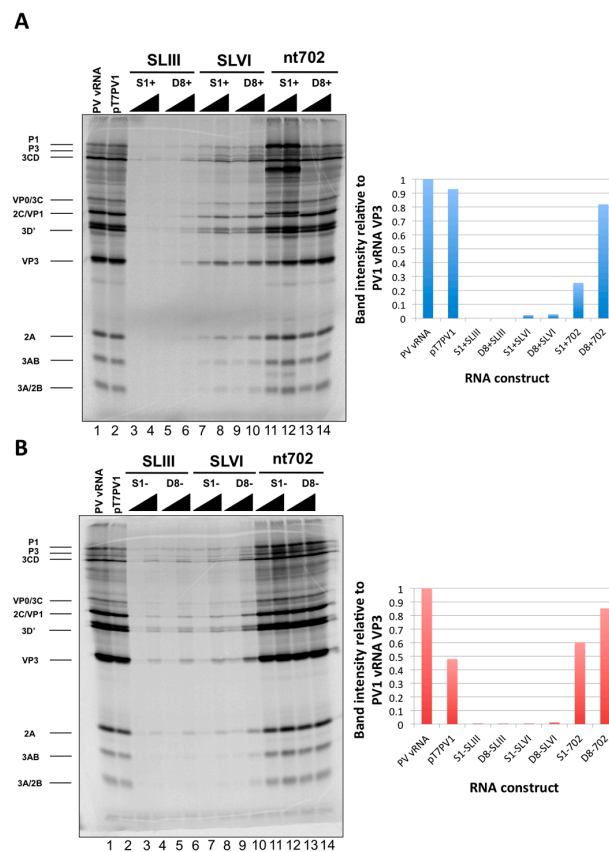 A
SLIII SLVI nt702
PV vRNA pT7PV1 S1+ D8+ S1+ D8+ S1+ D8+
P1
P3
3CD
VP0/3C
2C/VP1
3D'
VP3
2A
3AB
3A/2B
1 2 3 4 5 6 7 8 9 10 11 12 13 14
Band intensity relative to
PV1 vRNA VP3
1
0.9
0.8
0.7
0.6
0.5
0.4
0.3
0.2
0.1
0
PV vRNA pT7PV1 S1+SLIII D8+SLIII S1+SLVI D8+SLVI S1+702 D8+702
RNA construct
B
SLIII SLVI nt702
PV vRNA pT7PV1 S1- D8- S1- D8- S1- D8-
P1
P3
3CD
VP0/3C
2C/VP1
3D'
VP3
2A
3AB
3A/2B
1 2 3 4 5 6 7 8 9 10 11 12 13 14
Band intensity relative to
PV1 vRNA VP3
1
0.9
0.8
0.7
0.6
0.5
0.4
0.3
0.2
0.1
0
PV vRNA pT7PV1 S1-SLIII D8-SLIII S1-SLVI D8-SLVI S1-702 D8-702
RNA construct